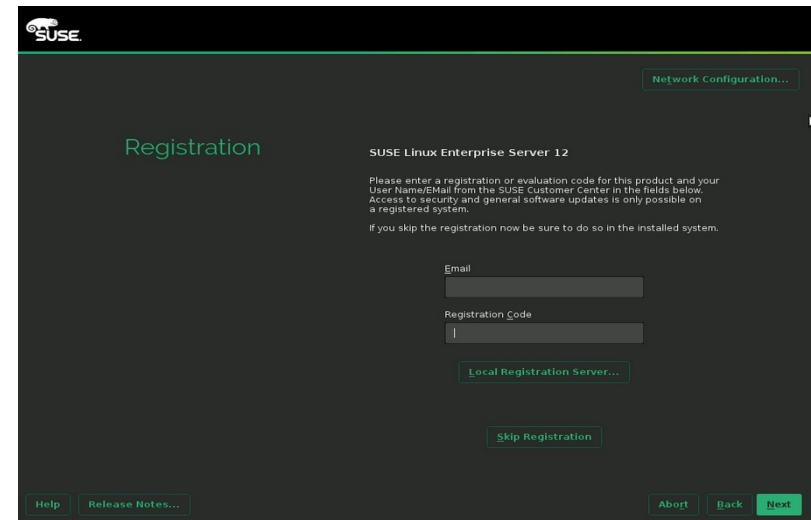 SUSE.
Network Configuration...
Registration
SUSE Linux Enterprise Server 12
Please enter a registration or evaluation code for this product and your
User Name/EMail from the SUSE Customer Center in the fields below.
Access to security and general software updates is only possible on
a registered system.
If you skip the registration now be sure to do so in the installed system.
Email
Registration Code
Local Registration Server...
Skip Registration
Help Release Notes... Abort Back Next